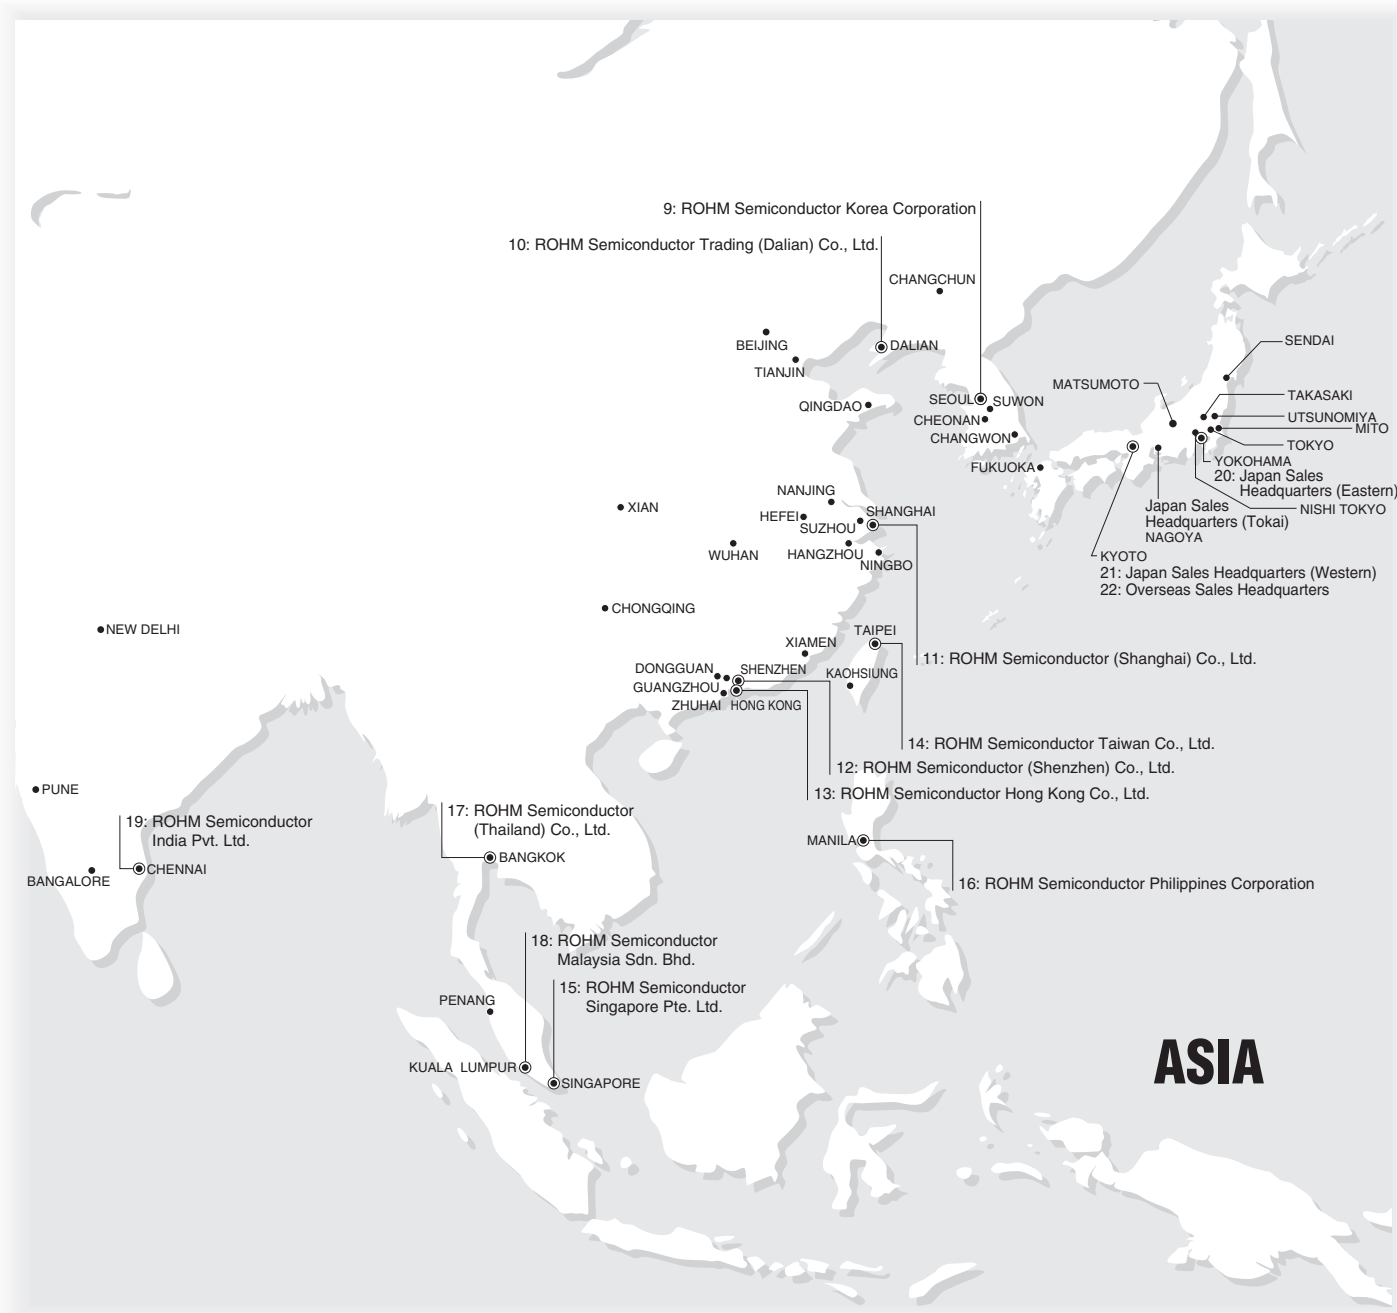 9: ROHM Semiconductor Korea Corporation
10: ROHM Semiconductor Trading (Dalian) Co., Ltd.
CHANGCHUN
BEIJING
DALIAN
TIANJIN
SENDAI
MATSUMOTO
TAKASAKI
SEOUL
SUWON
QINGDAO
UTSUNOMIYA
CHEONAN
MITO
CHANGWON
TOKYO
FUKUOKA
YOKOHAMA
20: Japan Sales
Headquarters (Eastern)
NANJING
XIAN
Japan Sales
NISHI TOKYO
HEFEI
SHANGHAI
SUZHOU
Headquarters (Tokai)
NAGOYA
WUHAN
HANGZHOU
KYOTO
NINGBO
21: Japan Sales Headquarters (Western)
22: Overseas Sales Headquarters
CHONGQING
NEW DELHI
TAIPEI
XIAMEN
11: ROHM Semiconductor (Shanghai) Co., Ltd.
DONGGUAN
SHENZHEN
KAOHSIUNG
GUANGZHOU
ZHUHAI
HONG KONG
14: ROHM Semiconductor Taiwan Co., Ltd.
12: ROHM Semiconductor (Shenzhen) Co., Ltd.
PUNE
13: ROHM Semiconductor Hong Kong Co., Ltd.
17: ROHM Semiconductor
(Thailand) Co., Ltd.
19: ROHM Semiconductor
India Pvt. Ltd.
MANILA
BANGKOK
CHENNAI
BANGALORE
16: ROHM Semiconductor Philippines Corporation
18: ROHM Semiconductor
Malaysia Sdn. Bhd.
15: ROHM Semiconductor
Singapore Pte. Ltd.
PENANG
KUALA LUMPUR
SINGAPORE
ASIA